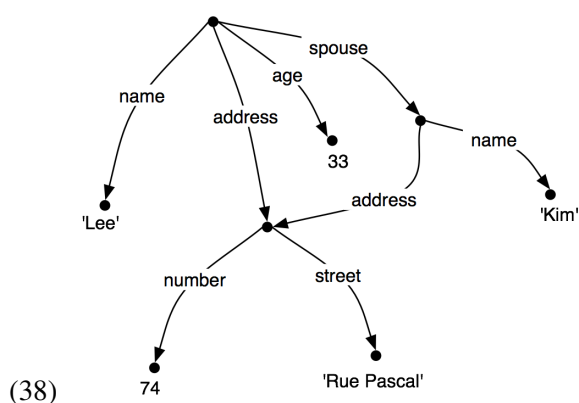 spouse
age
name
address
name
33
address
'Lee'
'Kim'
number
street
(38)
74
'Rue Pascal'